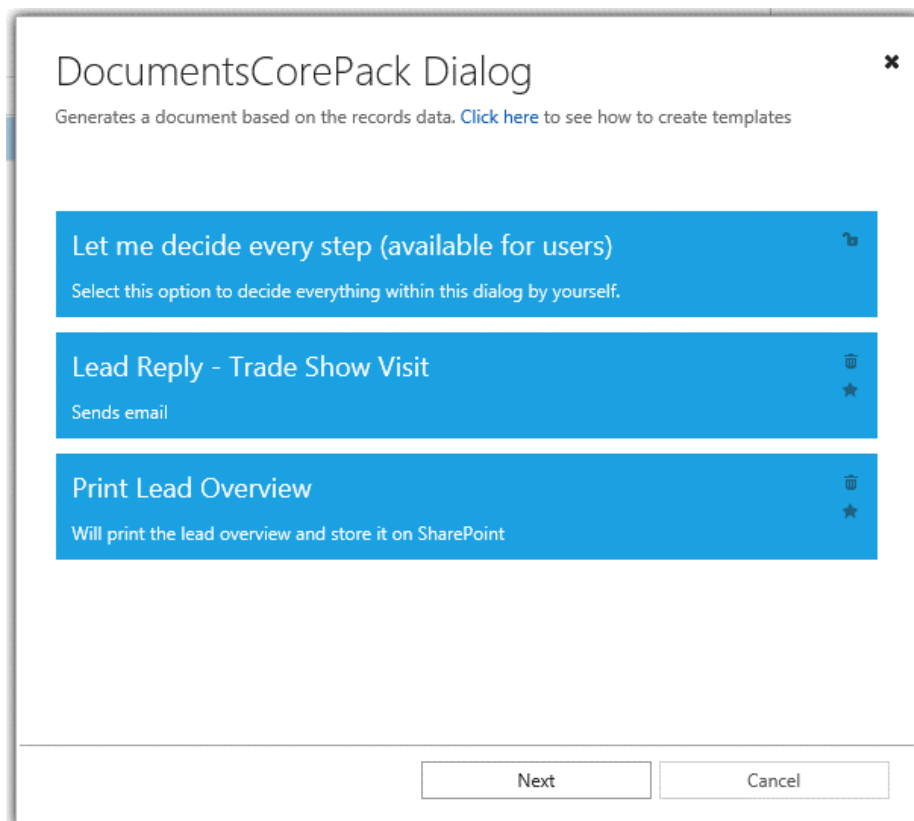 DocumentsCorePack Dialog
Generates a document based on the records data. Click here to see how to create templates
Let me decide every step (available for users)
Select this option to decide everything within this dialog by yourself.
Lead Reply - Trade Show Visit
Sends email
Print Lead Overview
Will print the lead overview and store it on SharePoint
Next
Cancel